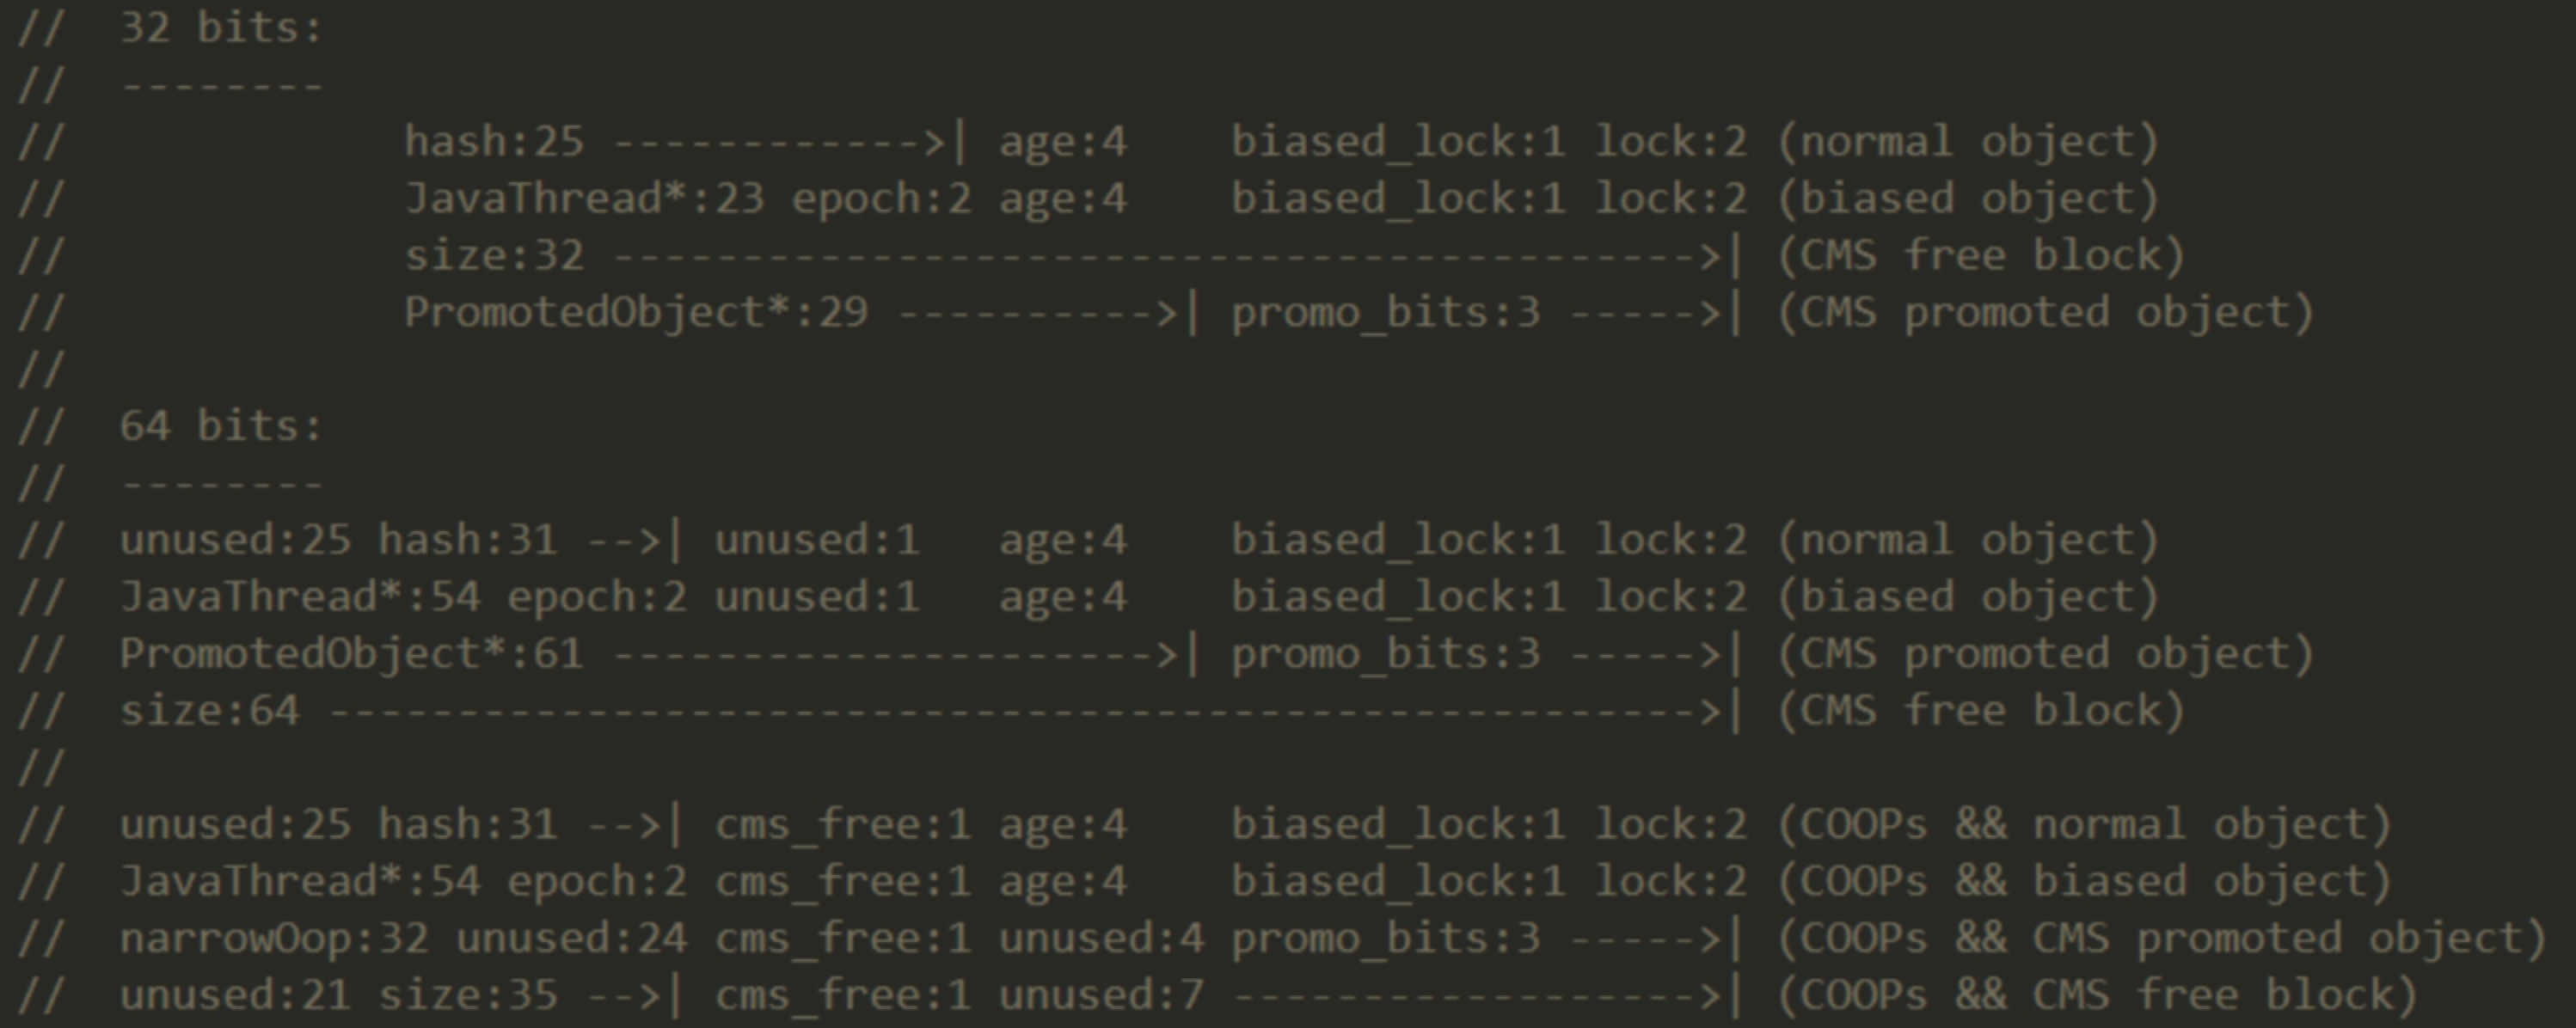 //  32 bits:
//  --------
//             hash:25 ------------>| age:4    biased_lock:1 lock:2 (normal object)
//             JavaThread*:23 epoch:2 age:4    biased_lock:1 lock:2 (biased object)
//             size:32 ------------------------------------------>| (CMS free block)
//             PromotedObject*:29 ---------->| promo_bits:3 ----->| (CMS promoted object)
//
//  64 bits:
//  --------
//  unused:25 hash:31 -->| unused:1   age:4    biased_lock:1 lock:2 (normal object)
//  JavaThread*:54 epoch:2 unused:1   age:4    biased_lock:1 lock:2 (biased object)
//  PromotedObject*:61 --------------------->| promo_bits:3 ----->| (CMS promoted object)
//  size:64 ----------------------------------------------------->| (CMS free block)
//
//  unused:25 hash:31 -->| cms_free:1 age:4    biased_lock:1 lock:2 (COOPs && normal object)
//  JavaThread*:54 epoch:2 cms_free:1 age:4    biased_lock:1 lock:2 (COOPs && biased object)
//  narrowOop:32 unused:24 cms_free:1 unused:4 promo_bits:3 ----->| (COOPs && CMS promoted object)
//  unused:21 size:35 -->| cms_free:1 unused:7 ------------------>| (COOPs && CMS free block)